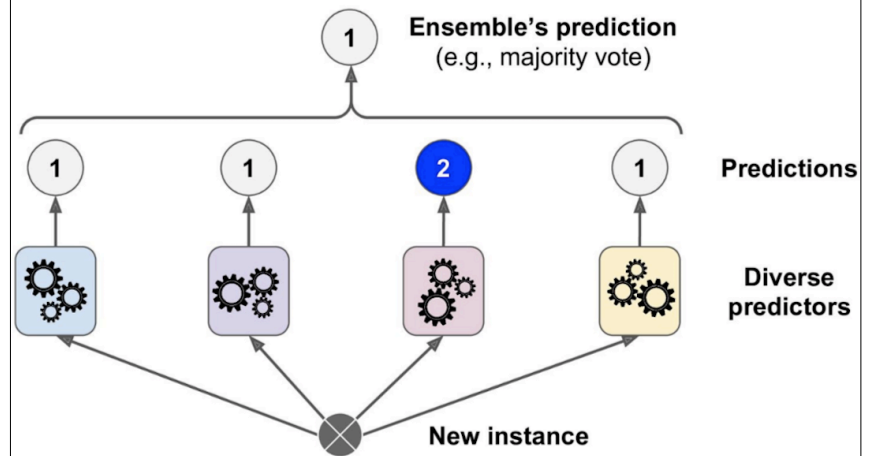 1
Ensemble's prediction
(e.g., majority vote)
1
1
2
1
Predictions
Diverse
predictors
New instance